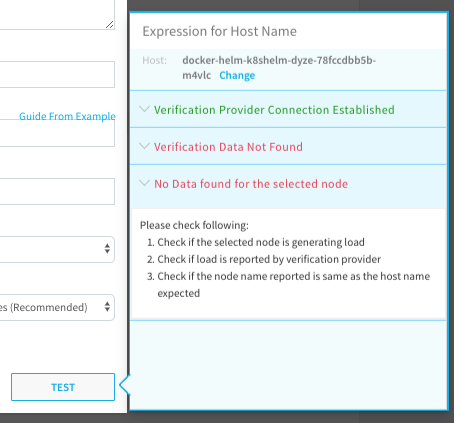 Expression for Host Name
Host: docker-helm-k8shelm-dyze-78fccdbb5b-
m4vlc Change
Guide From Example
Verification Provider Connection Established
Verification Data Not Found
No Data found for the selected node
Please check following:
1. Check if the selected node is generating load
2. Check if load is reported by verification provider
3. Check if the node name reported is same as the host name
expected
es (Recommended)
TEST